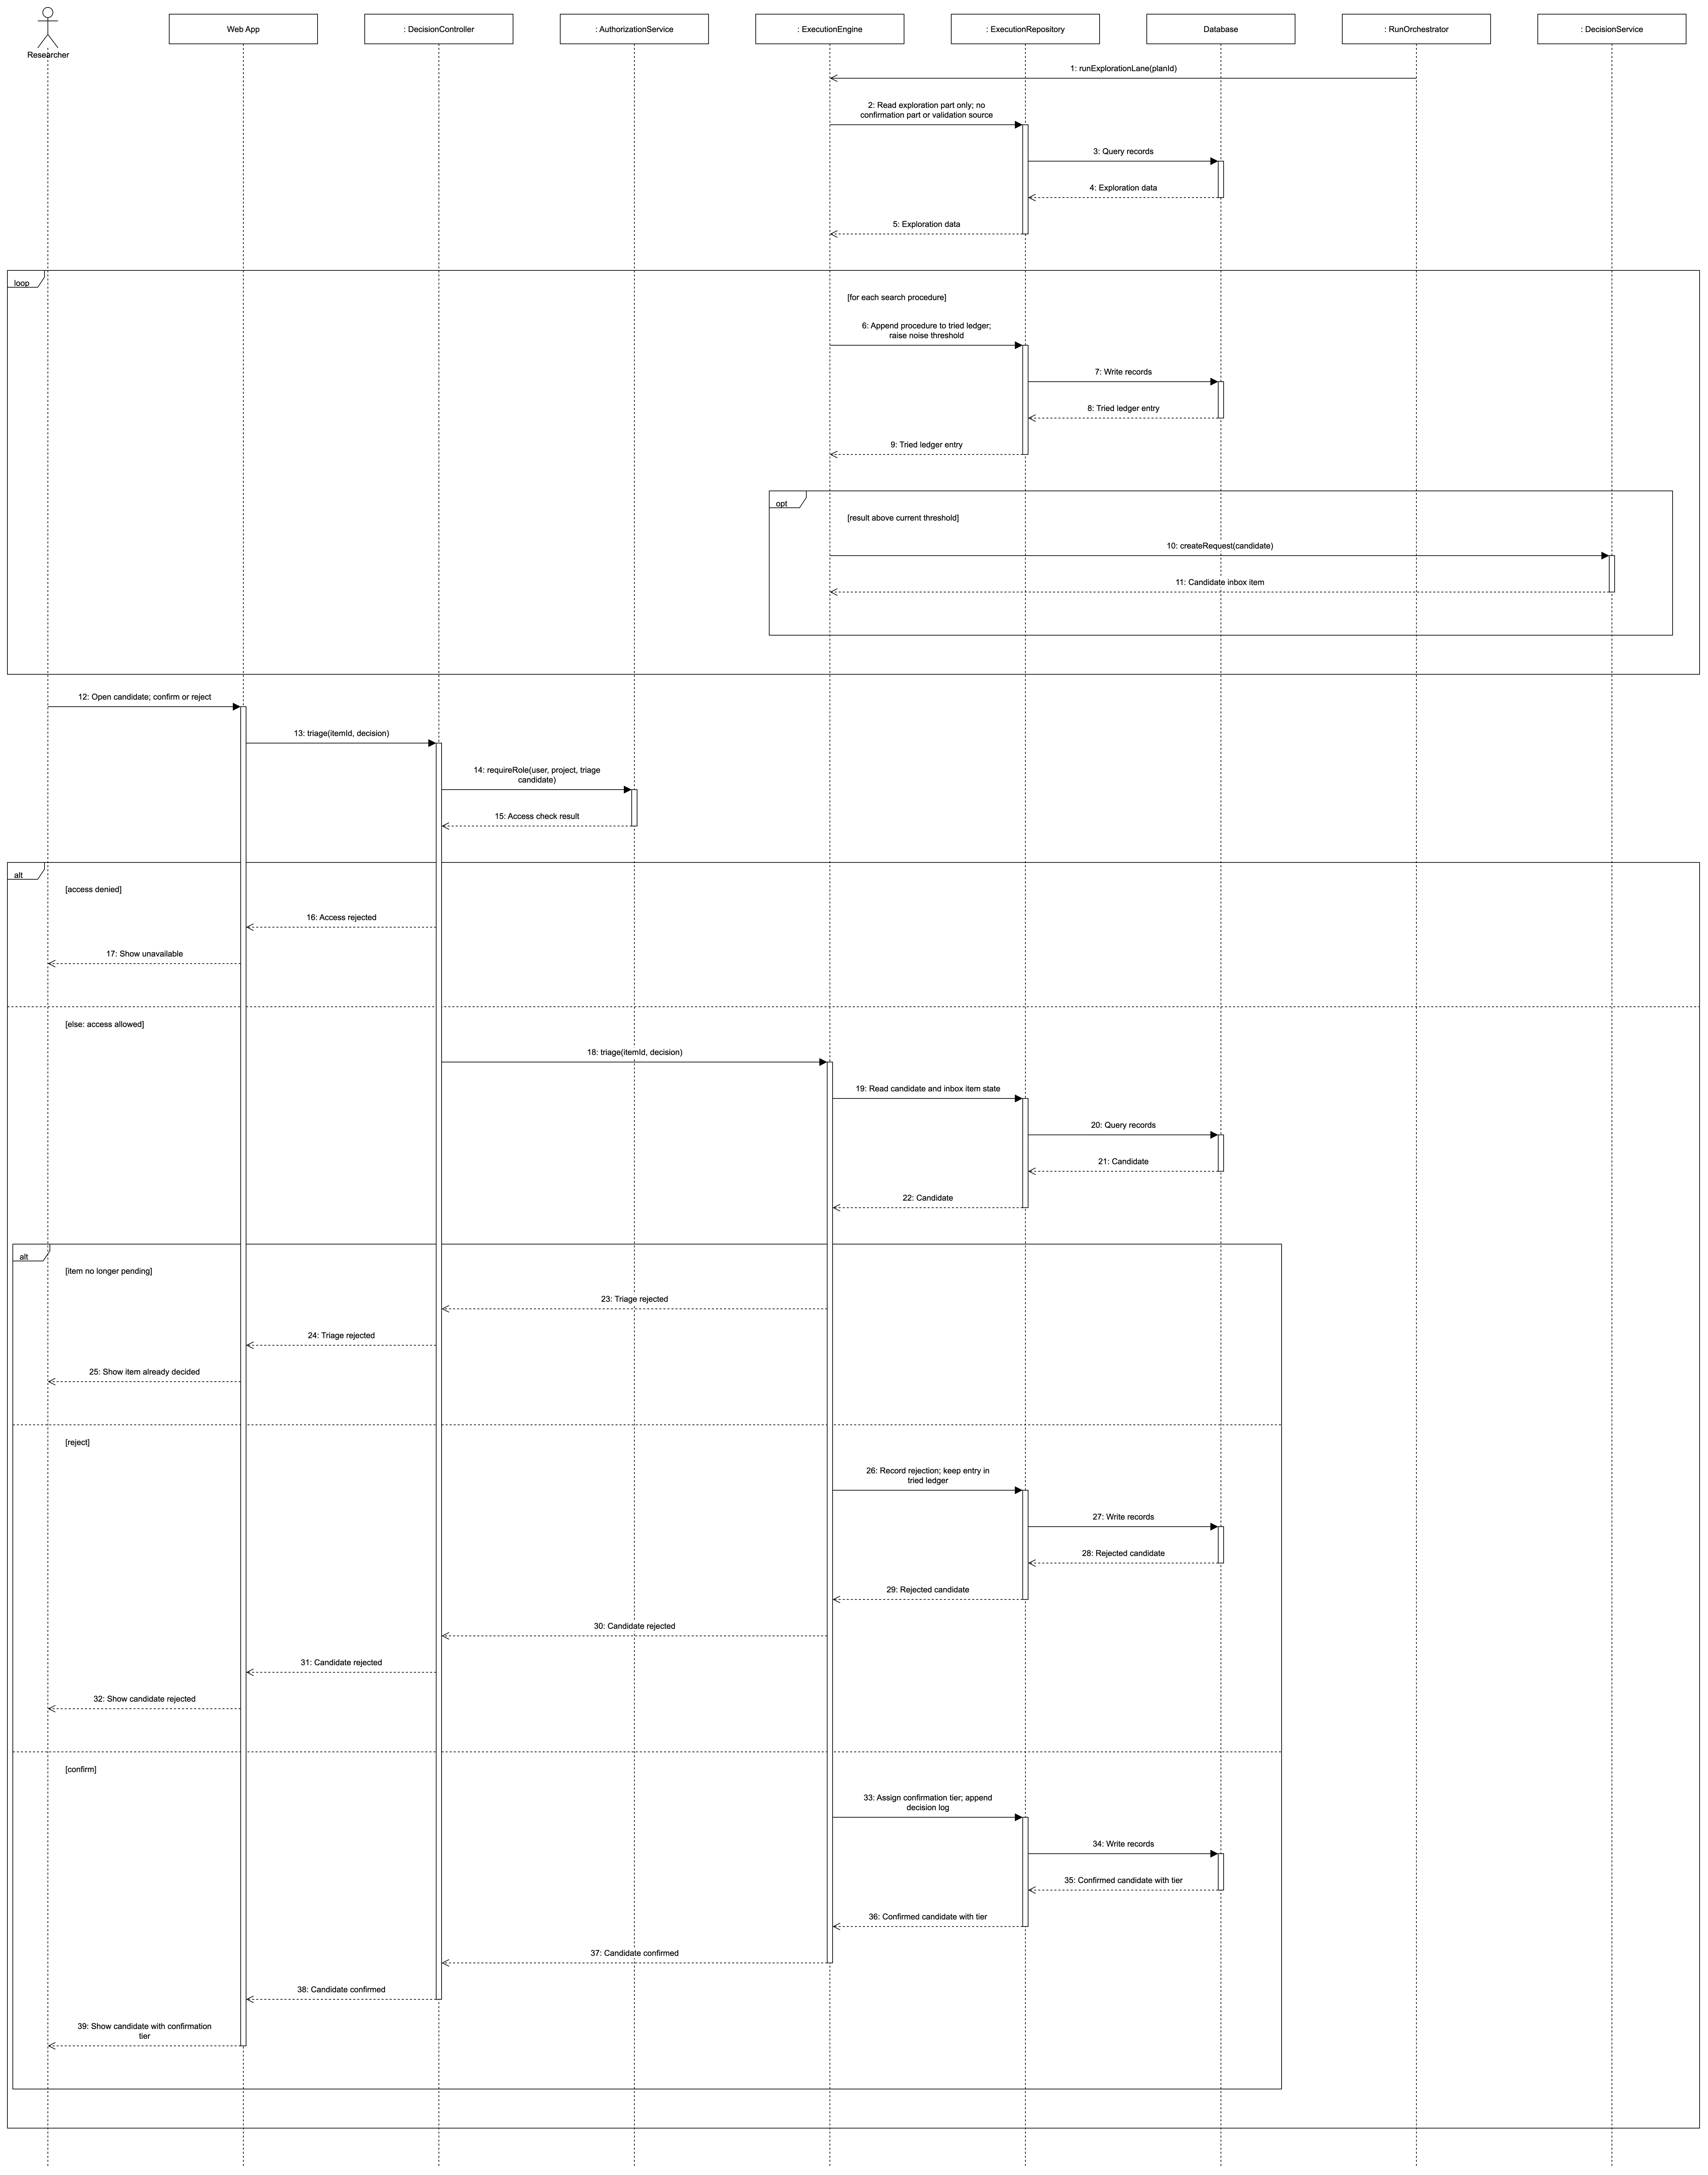 Researcher
Web App
: DecisionController
: AuthorizationService
: ExecutionEngine
: ExecutionRepository
Database
: RunOrchestrator
: DecisionService
1: runExplorationLane(planId)
2: Read exploration part only; no
confirmation part or validation source
3: Query records
4: Exploration data
5: Exploration data
loop
[for each search procedure]
6: Append procedure to tried ledger;
raise noise threshold
7: Write records
8: Tried ledger entry
9: Tried ledger entry
opt
[result above current threshold]
10: createRequest(candidate)
11: Candidate inbox item
12: Open candidate; confirm or reject
13: triage(itemId, decision)
14: requireRole(user, project, triage
candidate)
15: Access check result
alt
[access denied]
16: Access rejected
17: Show unavailable
[else: access allowed]
18: triage(itemId, decision)
19: Read candidate and inbox item state
20: Query records
21: Candidate
22: Candidate
alt
[item no longer pending]
23: Triage rejected
24: Triage rejected
25: Show item already decided
[reject]
26: Record rejection; keep entry in
tried ledger
27: Write records
28: Rejected candidate
29: Rejected candidate
30: Candidate rejected
31: Candidate rejected
32: Show candidate rejected
[confirm]
33: Assign confirmation tier; append
decision log
34: Write records
35: Confirmed candidate with tier
36: Confirmed candidate with tier
37: Candidate confirmed
38: Candidate confirmed
39: Show candidate with confirmation
tier